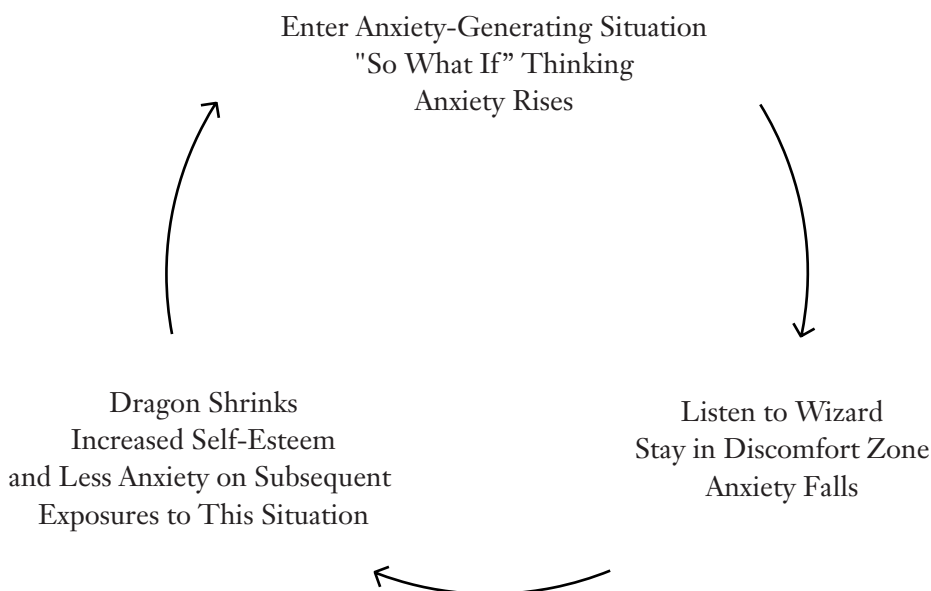 Enter Anxiety-Generating Situation
"So What If” Thinking
Anxiety Rises
Listen to Wizard
Stay in Discomfort Zone
Anxiety Falls
Dragon Shrinks
Increased Self-Esteem
and Less Anxiety on Subsequent
Exposures to This Situation